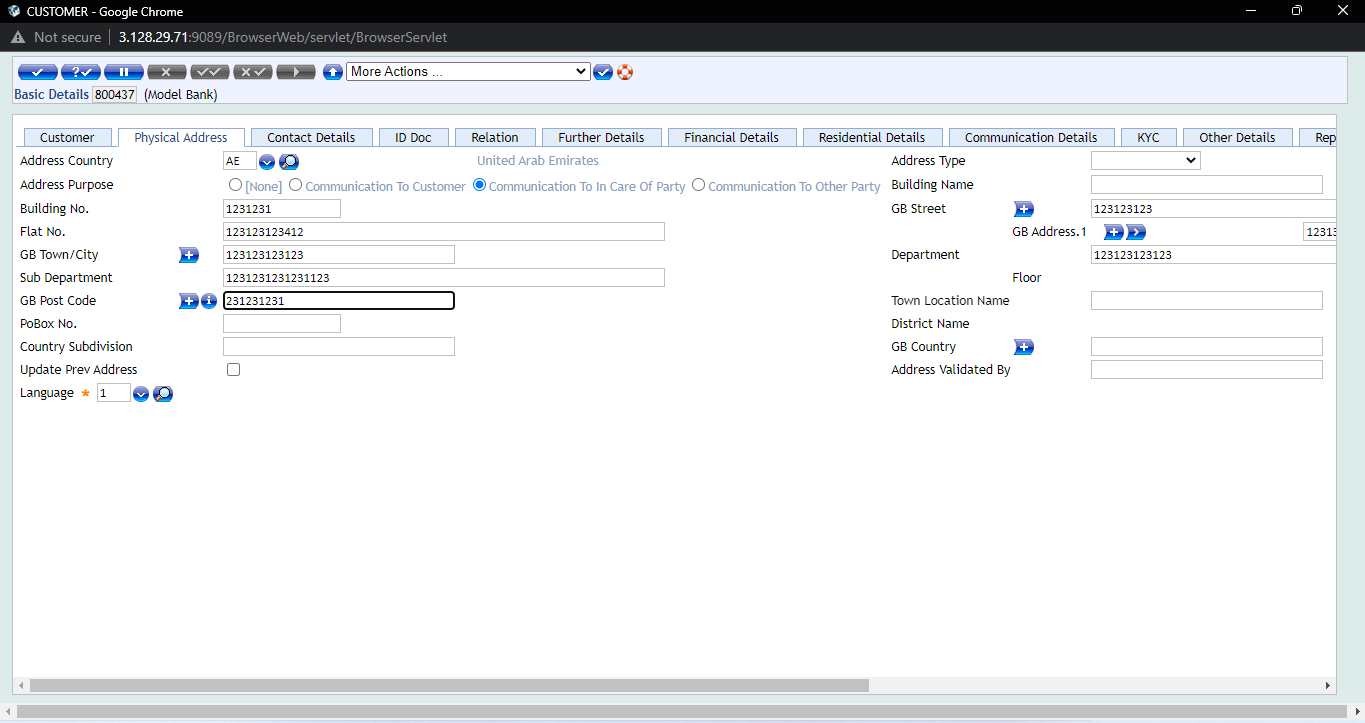 CUSTOMER - Google Chrome
Not secure 3.128.29.71:9089/BrowserWeb/servlet/BrowserServlet
More Actions ...
Basic Details 800437 (Model Bank)
Customer Physical Address Contact Details ID Doc Relation Further Details Financial Details Residential Details Communication Details KYC Other Details Rep
Address Country AE United Arab Emirates Address Type
Address Purpose [None] Communication To Customer Communication To In Care Of Party Communication To Other Party Building Name
Building No. 1231231 GB Street 123123123
Flat No. 123123123412 GB Address.1 12313
GB Town/City 123123123123 Department 123123123123
Sub Department 1231231231231123 Floor
GB Post Code 231231231 Town Location Name
PoBox No. District Name
Country Subdivision GB Country
Update Prev Address Address Validated By
Language * 1